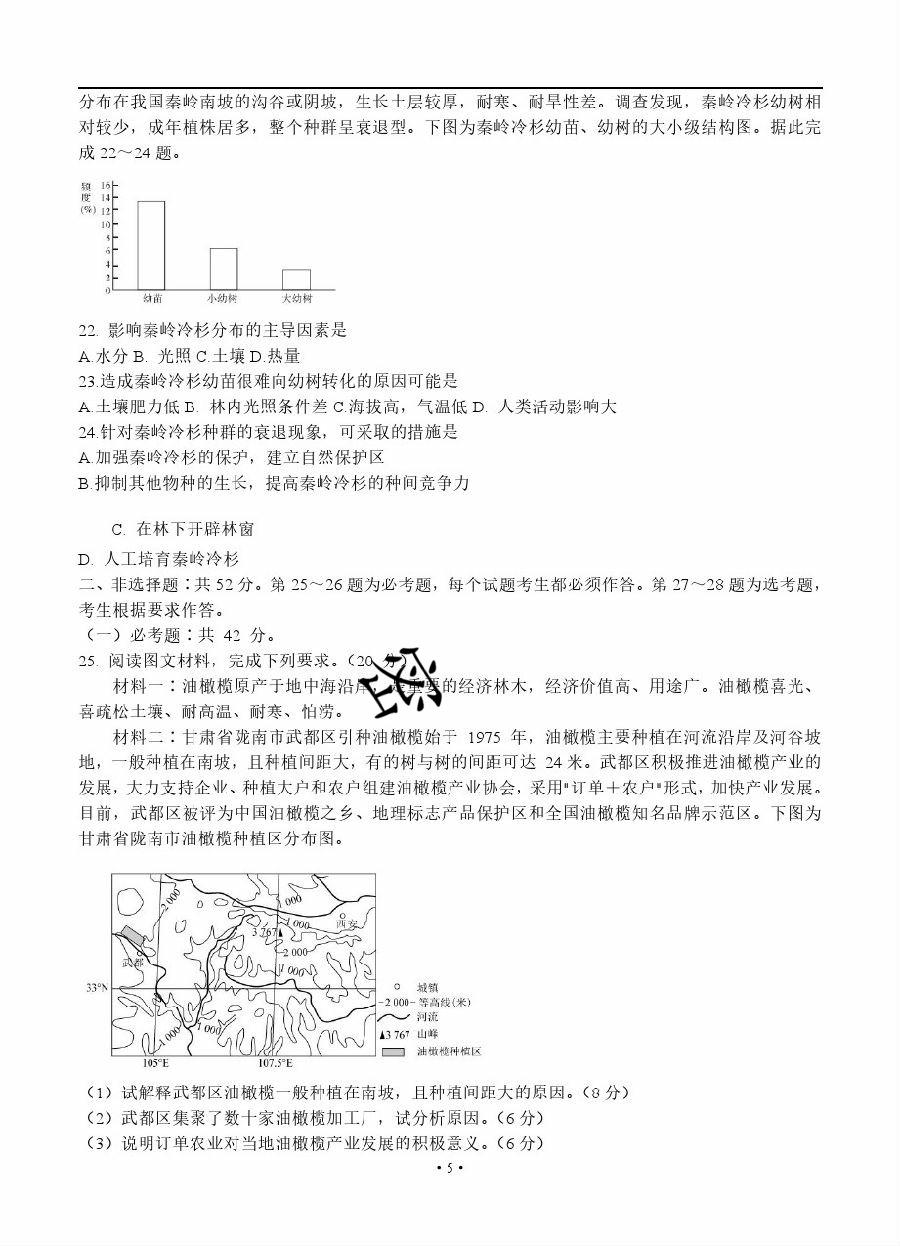 分布在我国秦岭南坡的沟谷或阴坡，生长土层较厚，耐寒、耐旱性差。调查发现，秦岭冷杉幼树相
对较少，成年植株居多，整个种群呈衰退型。下图为秦岭冷杉幼苗、幼树的大小级结构图。据此完
成 22～24 题。
频度(%)
16
14
12
10
8
6
4
2
0
幼苗 小幼树 大幼树
22. 影响秦岭冷杉分布的主导因素是
A.水分 B. 光照 C.土壤 D.热量
23.造成秦岭冷杉幼苗很难向幼树转化的原因可能是
A.土壤肥力低 B. 林内光照条件差 C.海拔高，气温低 D. 人类活动影响大
24.针对秦岭冷杉种群的衰退现象，可采取的措施是
A.加强秦岭冷杉的保护，建立自然保护区
B.抑制其他物种的生长，提高秦岭冷杉的种间竞争力
C. 在林下开辟林窗
D. 人工培育秦岭冷杉
二、非选择题：共 52 分。第 25～26 题为必考题，每个试题考生都必须作答。第 27～28 题为选考题，
考生根据要求作答。
（一）必考题：共 42 分。
25. 阅读图文材料，完成下列要求。（20 分）
材料一：油橄榄原产于地中海沿岸，是重要的经济林木，经济价值高、用途广。油橄榄喜光、
喜疏松土壤、耐高温、耐寒、怕涝。
材料二：甘肃省陇南市武都区引种油橄榄始于 1975 年，油橄榄主要种植在河流沿岸及河谷坡
地，一般种植在南坡，且种植间距大，有的树与树的间距可达 24 米。武都区积极推进油橄榄产业的
发展，大力支持企业、种植大户和农户组建油橄榄产业协会，采用"订单＋农户"形式，加快产业发展。
目前，武都区被评为中国油橄榄之乡、地理标志产品保护区和全国油橄榄知名品牌示范区。下图为
甘肃省陇南市油橄榄种植区分布图。
2 000
1 000
1 000
西安
3 767
2 000
1 000
武都
33°N
1 000
1 000
105°E 107.5°E
城镇
2 000 等高线(米)
河流
▲3 767 山峰
油橄榄种植区
（1）试解释武都区油橄榄一般种植在南坡，且种植间距大的原因。（8 分）
（2）武都区集聚了数十家油橄榄加工厂，试分析原因。（6 分）
（3）说明订单农业对当地油橄榄产业发展的积极意义。（6 分）
• 5 •